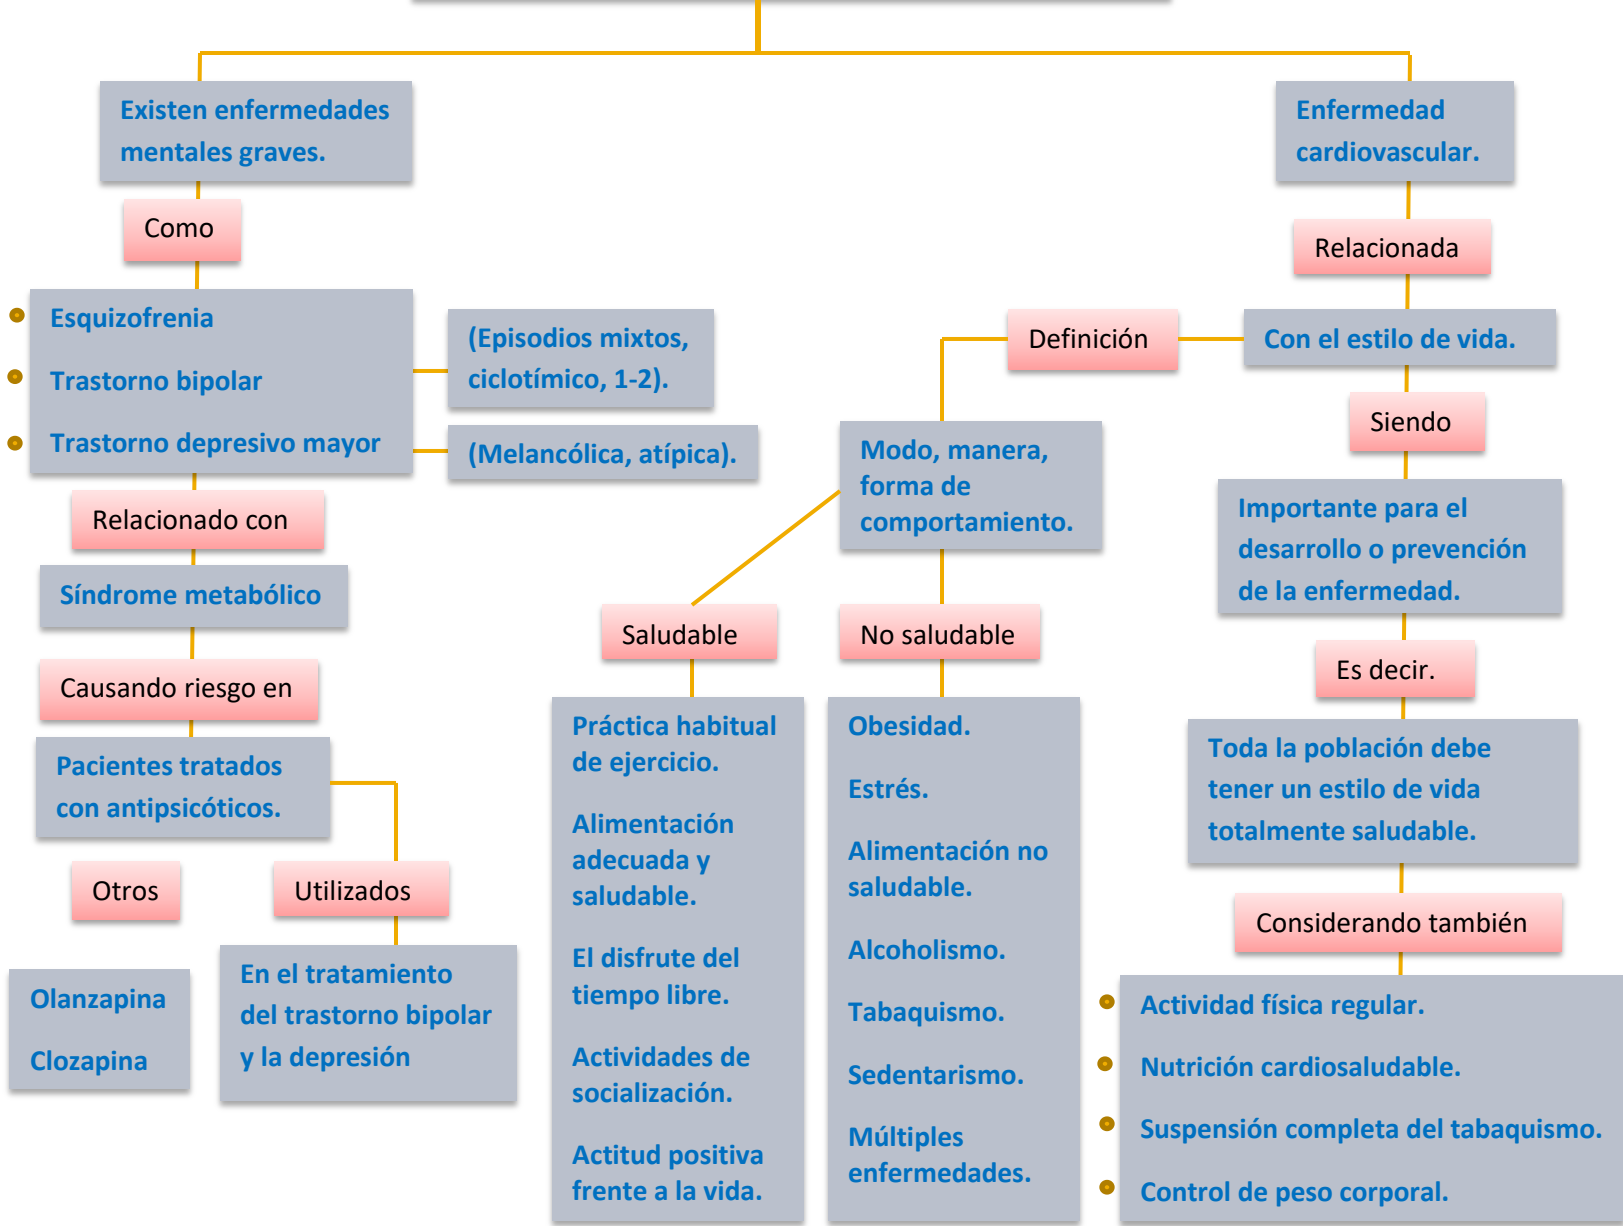 Existen enfermedades
mentales graves.
Como
Esquizofrenia
Trastorno bipolar
Trastorno depresivo mayor
(Episodios mixtos,
ciclotímico, 1-2).
(Melancólica, atípica).
Relacionado con
Síndrome metabólico
Causando riesgo en
Pacientes tratados
con antipsicóticos.
Otros
Olanzapina
Clozapina
Utilizados
En el tratamiento
del trastorno bipolar
y la depresión
Enfermedad
cardiovascular.
Relacionada
Con el estilo de vida.
Definición
Modo, manera,
forma de
comportamiento.
Saludable
Práctica habitual
de ejercicio.
Alimentación
adecuada y
saludable.
El disfrute del
tiempo libre.
Actividades de
socialización.
Actitud positiva
frente a la vida.
No saludable
Obesidad.
Estrés.
Alimentación no
saludable.
Alcoholismo.
Tabaquismo.
Sedentarismo.
Múltiples
enfermedades.
Siendo
Importante para el
desarrollo o prevención
de la enfermedad.
Es decir.
Toda la población debe
tener un estilo de vida
totalmente saludable.
Considerando también
Actividad física regular.
Nutrición cardiosaludable.
Suspensión completa del tabaquismo.
Control de peso corporal.